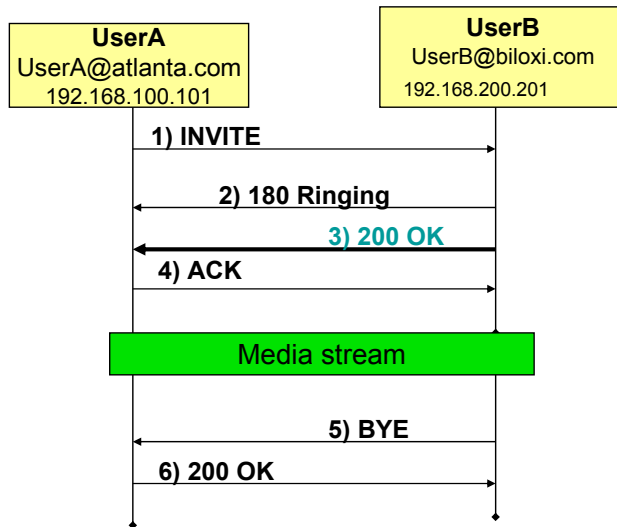 UserA
UserA@atlanta.com
192.168.100.101
UserB
UserB@biloxi.com
192.168.200.201
1) INVITE
2) 180 Ringing
3) 200 OK
4) ACK
Media stream
5) BYE
6) 200 OK